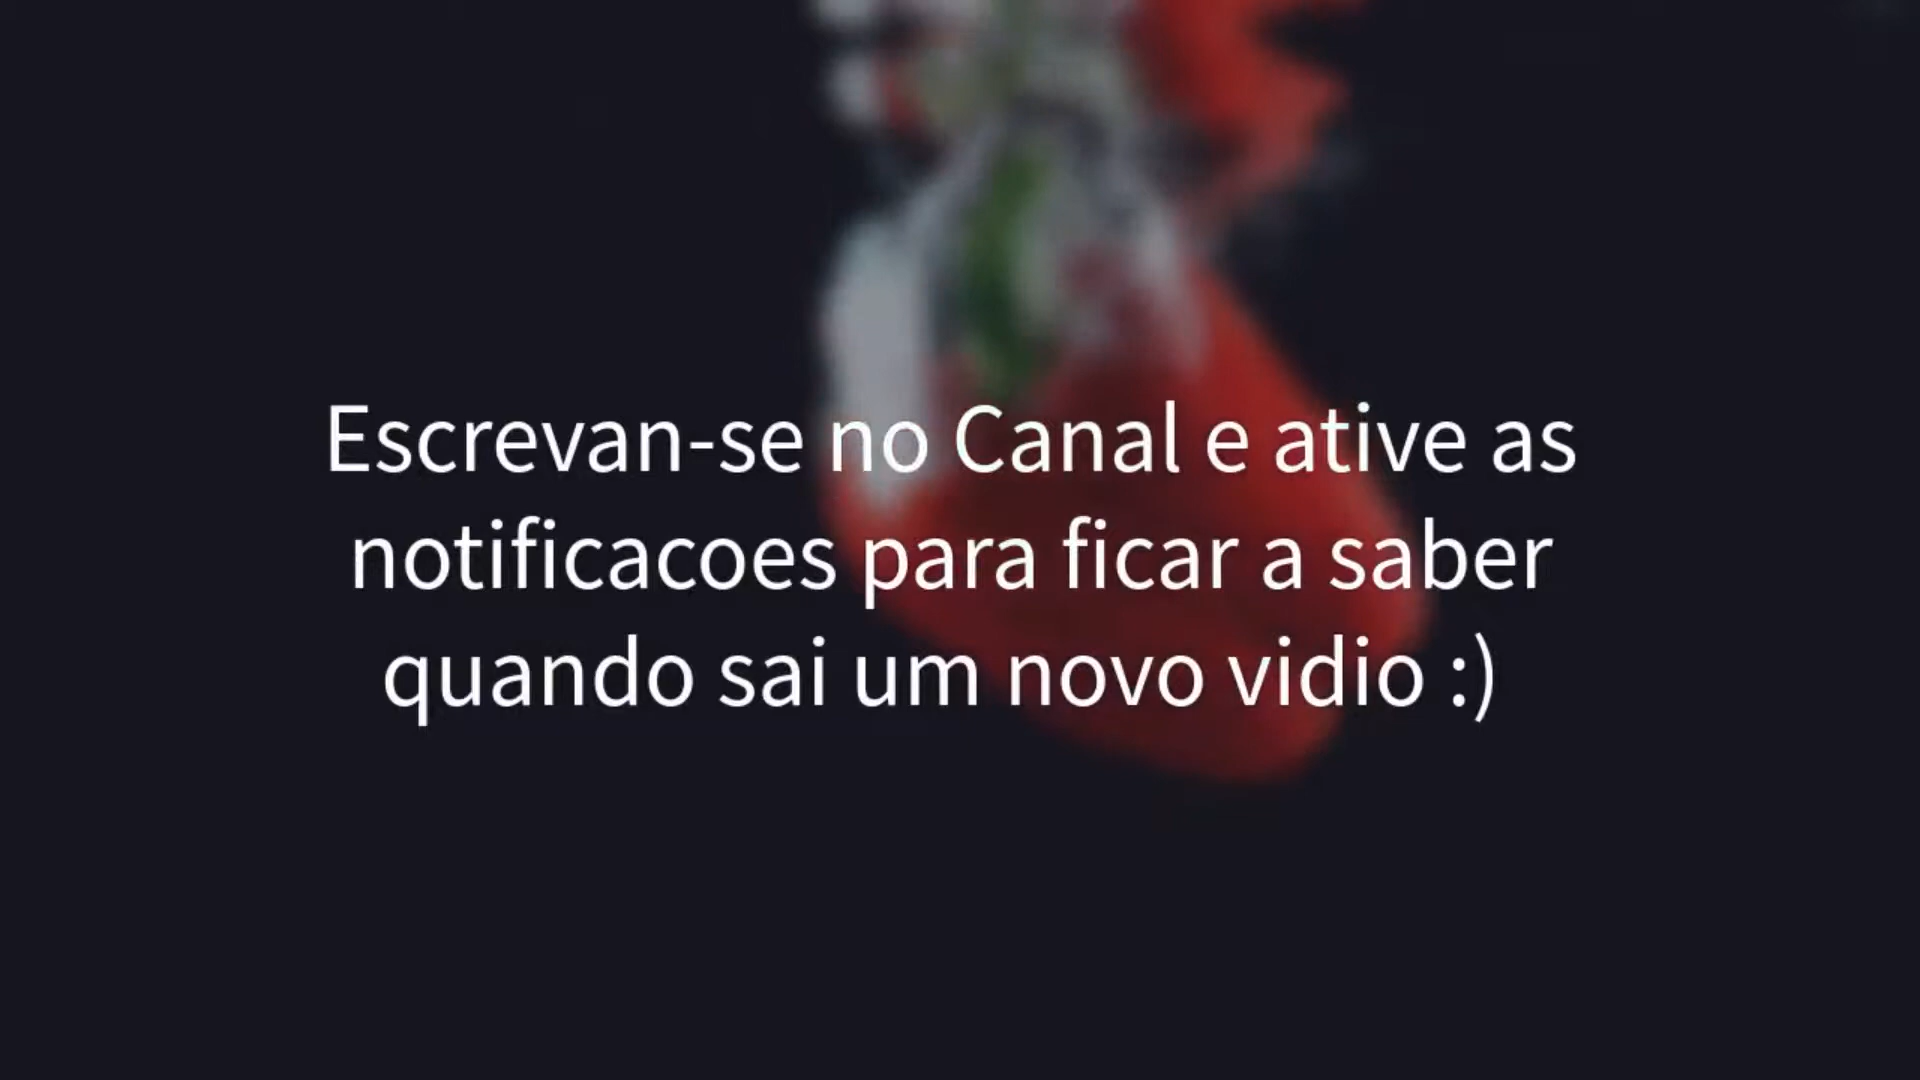 Escrevan-se no Canal e ative as
notificacoes para ficar a saber
quando sai um novo vidio :)